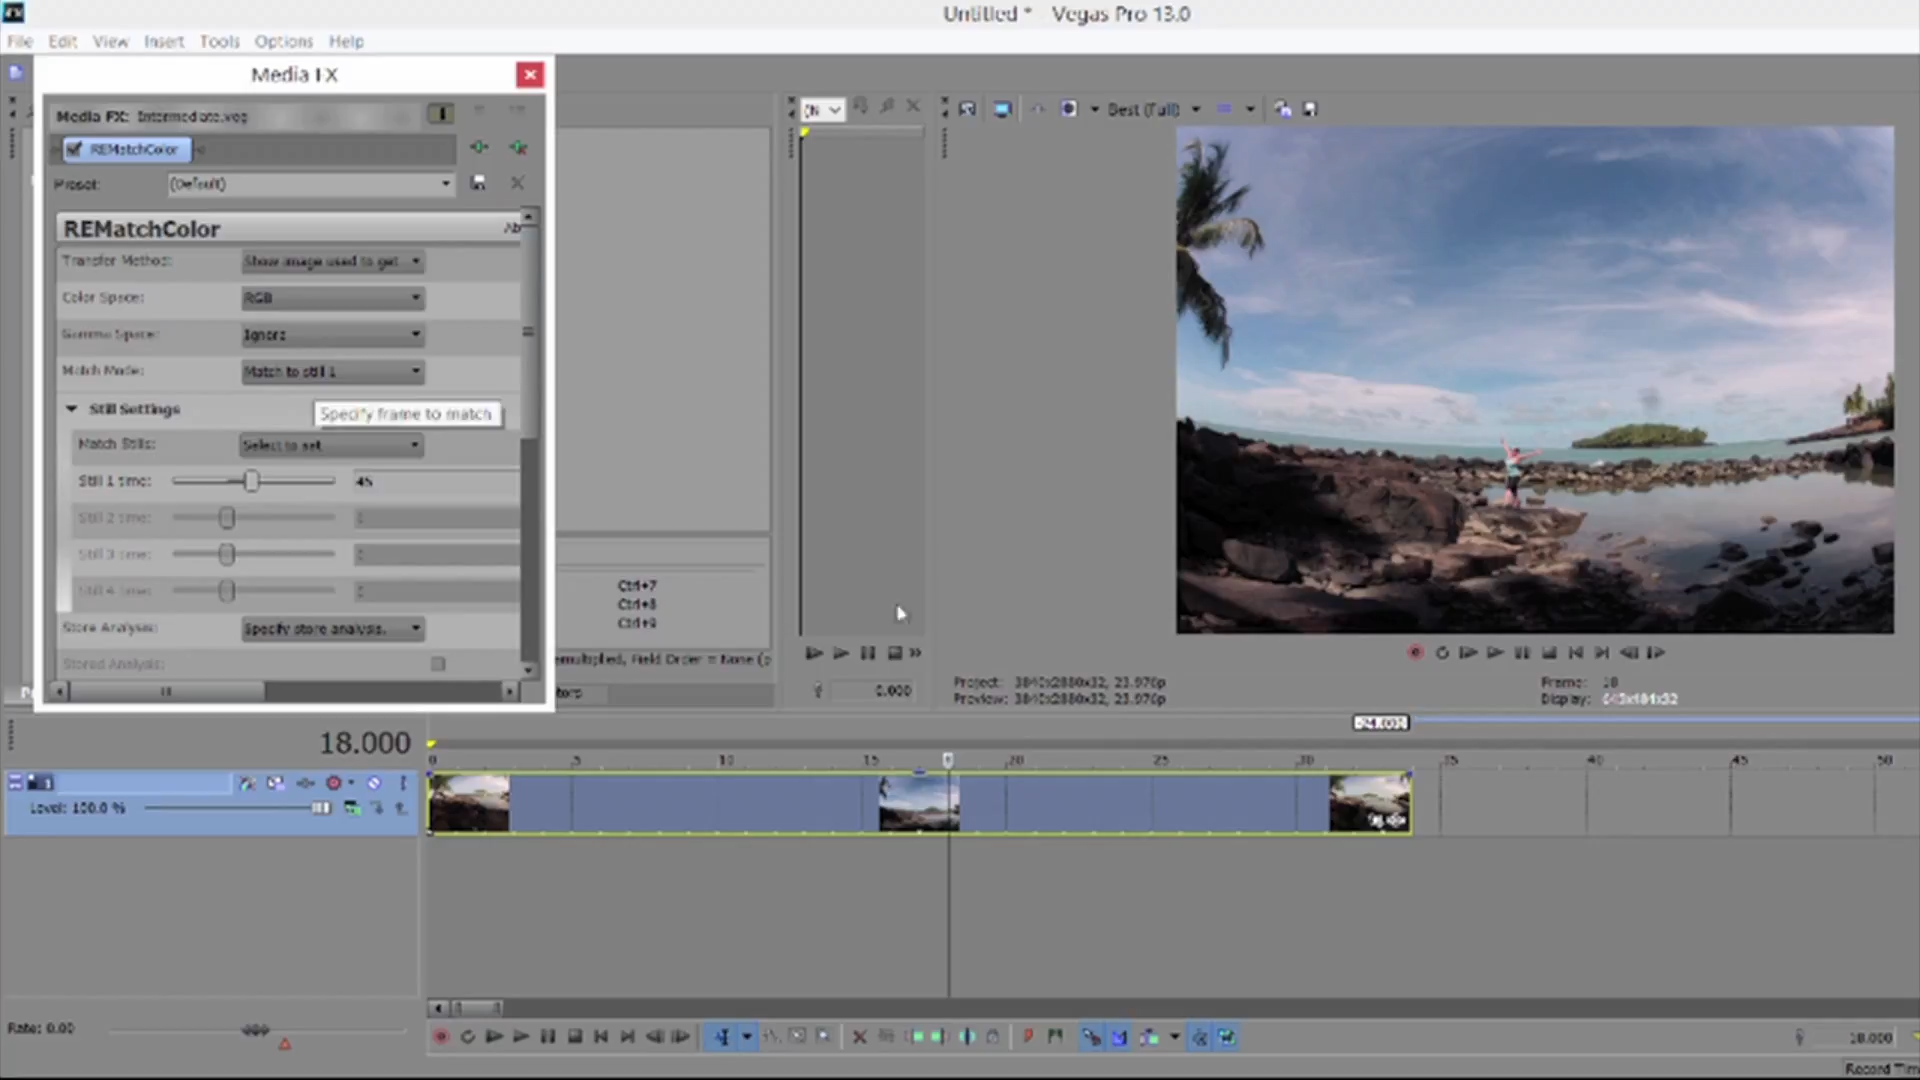 Untitled * Vegas Pro 13.0
File Edit View Insert Tools Options Help
Media FX
Media FX: Intermediate.veg
REMatchColor
Preset: (Default)
Best (Full)
REMatchColor Ab
Transfer Method: Show image used to get
Color Space: RGB
Gamma Space: Ignore
Match Mode: Match to still 1
Still Settings
Specify frame to match
Match Stills: Select to set
Still 1 time: 45
Still 2 time:
Still 3 time:
Still 4 time:
Store Analysis: Specify store analysis.
Stored Analysis:
Ctrl+7
Ctrl+8
Ctrl+9
emultiplied, Field Order = None (p
tors
0.000
Project: 3840x2880x32, 23.976p
Preview: 3840x2880x32, 23.976p
Frame: 18
Display:
18.000
0 5 10 15 20 25 30 35 40 45 50
1
Level: 100.0 %
Rate: 0.00
18.000
Record Tim